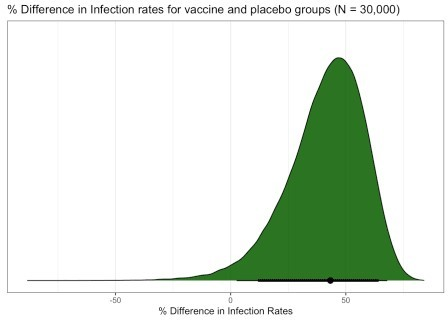 % Difference in Infection rates for vaccine and placebo groups (N = 30,000)
-50 0 50
% Difference in Infection Rates